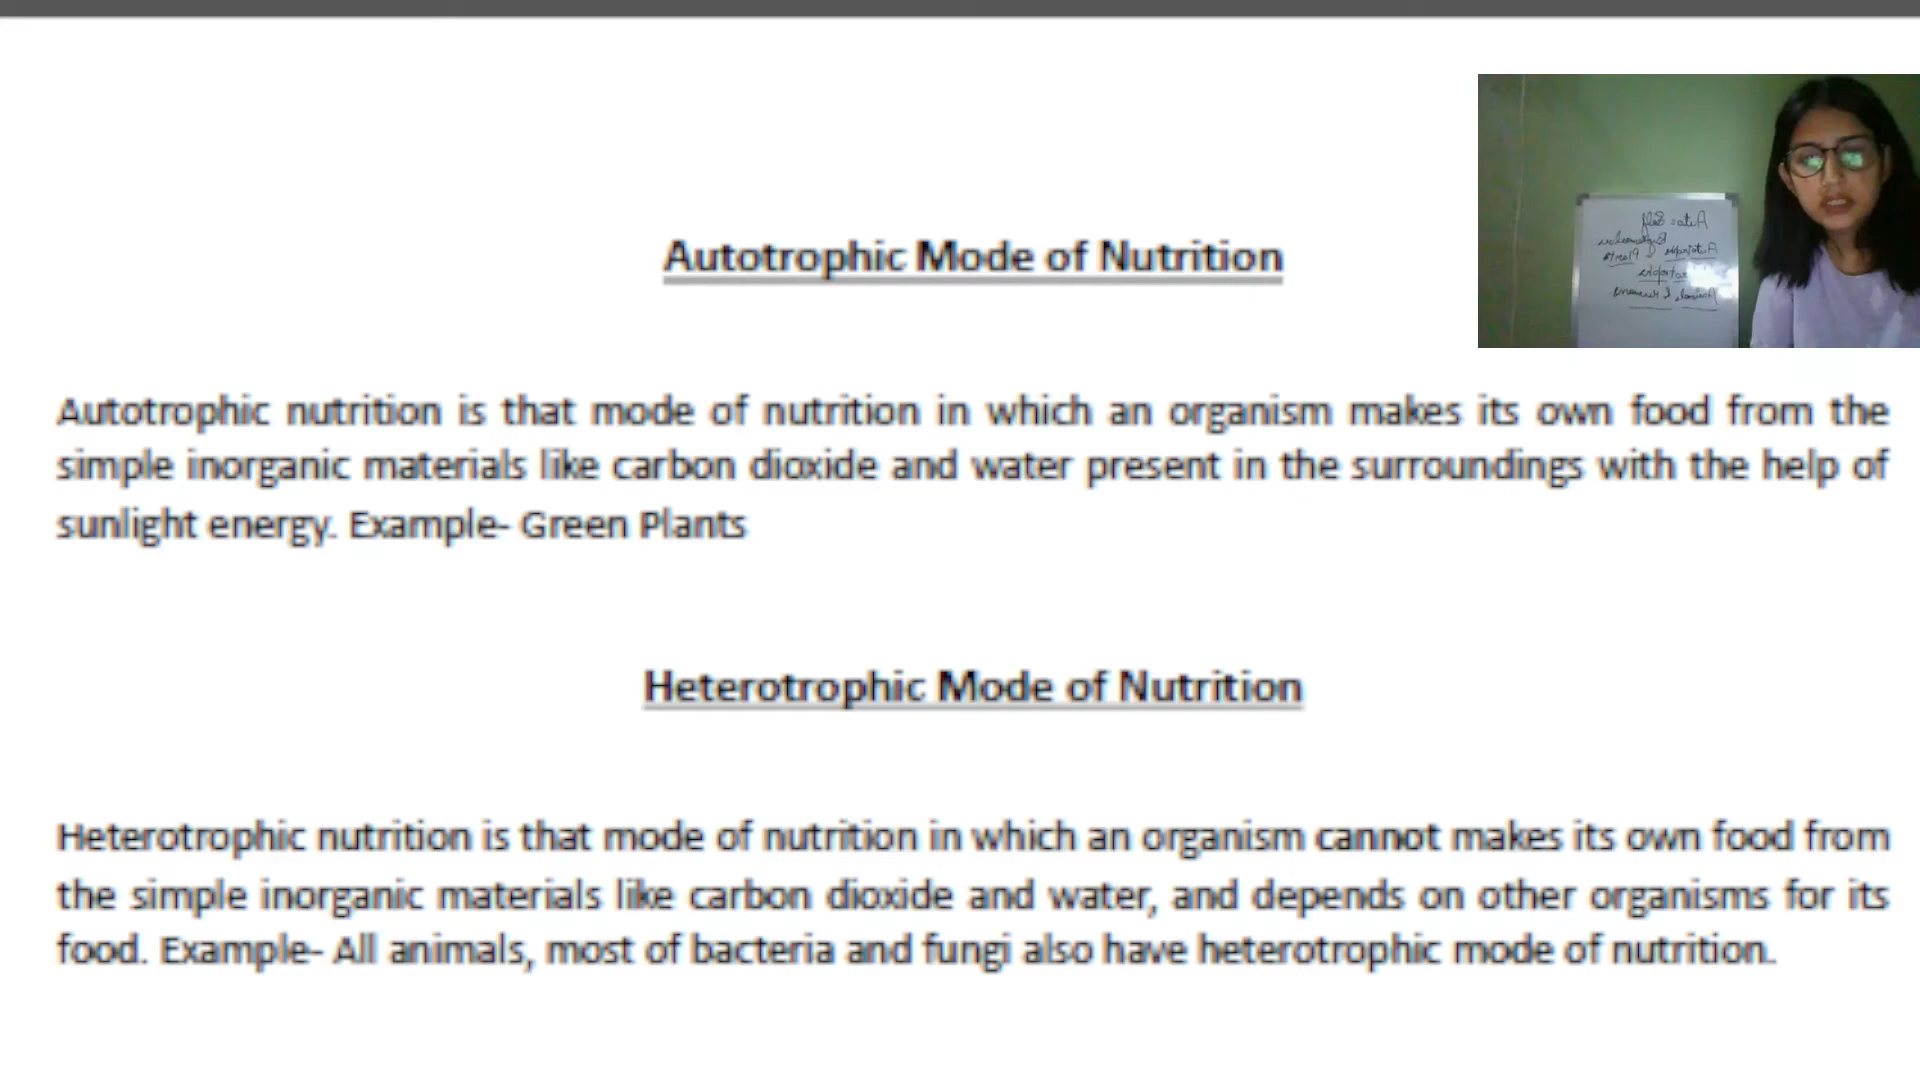 Autotrophic Mode of Nutrition
Autotrophic nutrition is that mode of nutrition in which an organism makes its own food from the
simple inorganic materials like carbon dioxide and water present in the surroundings with the help of
sunlight energy. Example- Green Plants
Heterotrophic Mode of Nutrition
Heterotrophic nutrition is that mode of nutrition in which an organism cannot makes its own food from
the simple inorganic materials like carbon dioxide and water, and depends on other organisms for its
food. Example- All animals, most of bacteria and fungi also have heterotrophic mode of nutrition.
Auto = Self